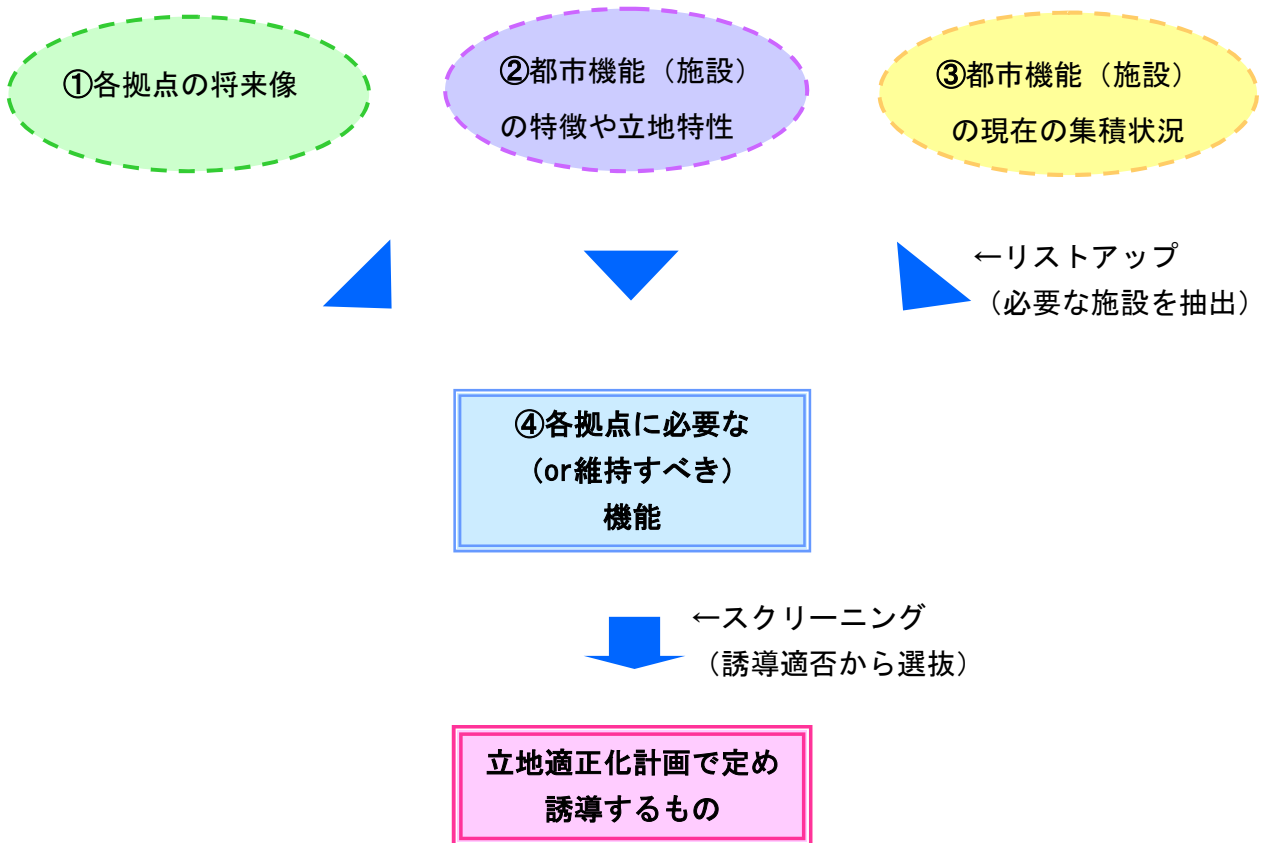 ①各拠点の将来像
②都市機能（施設）
の特徴や立地特性
③都市機能（施設）
の現在の集積状況
←リストアップ
（必要な施設を抽出）
④各拠点に必要な
（or維持すべき）
機能
←スクリーニング
（誘導適否から選抜）
立地適正化計画で定め
誘導するもの